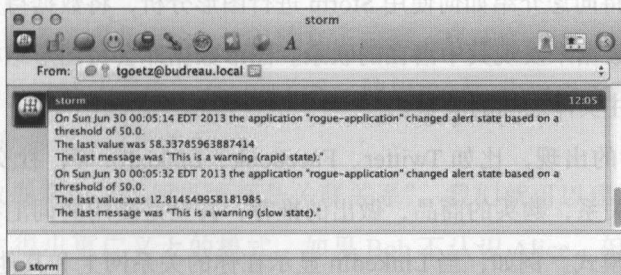 storm
From: tgoetz@budreau.local
storm 12:05
On Sun Jun 30 00:05:14 EDT 2013 the application "rogue-application" changed alert state based on a
threshold of 50.0.
The last value was 58.33785963887414
The last message was "This is a warning (rapid state)."
On Sun Jun 30 00:05:32 EDT 2013 the application "rogue-application" changed alert state based on a
threshold of 50.0.
The last value was 12.814549958181985
The last message was "This is a warning (slow state)."
storm